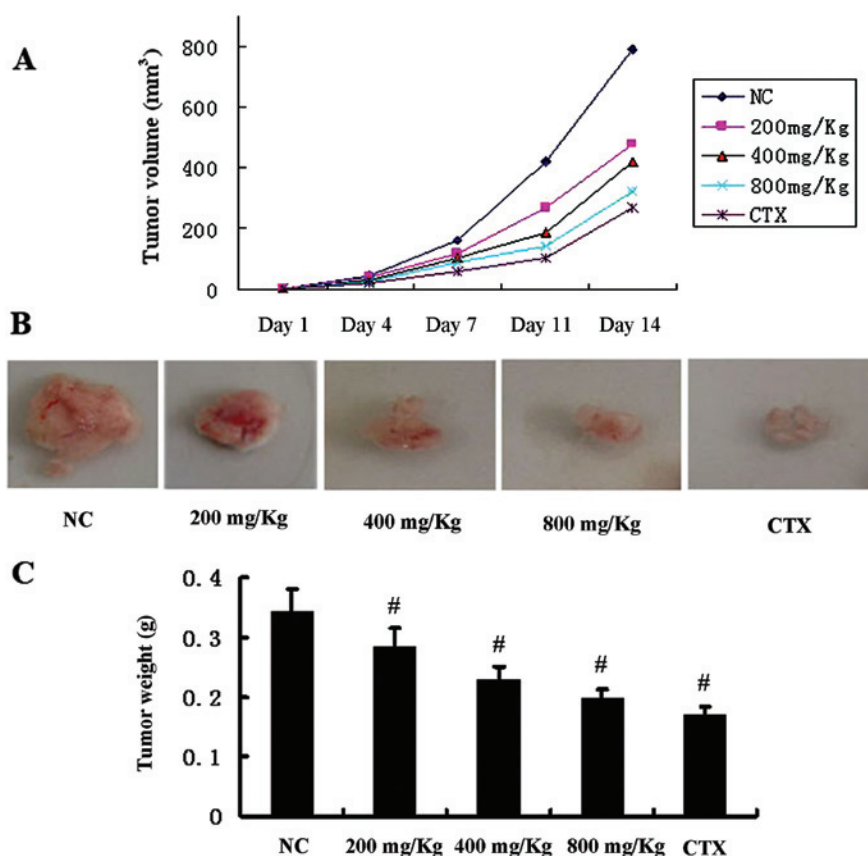 A
Tumor volume (mm³)
800
600
400
200
0
Day 1 Day 4 Day 7 Day 11 Day 14
NC
200mg/Kg
400mg/Kg
800mg/Kg
CTX
B
NC 200 mg/Kg 400 mg/Kg 800 mg/Kg CTX
C
Tumor weight (g)
0.4
0.3
0.2
0.1
0
# # # #
NC 200 mg/Kg 400 mg/Kg 800 mg/Kg CTX